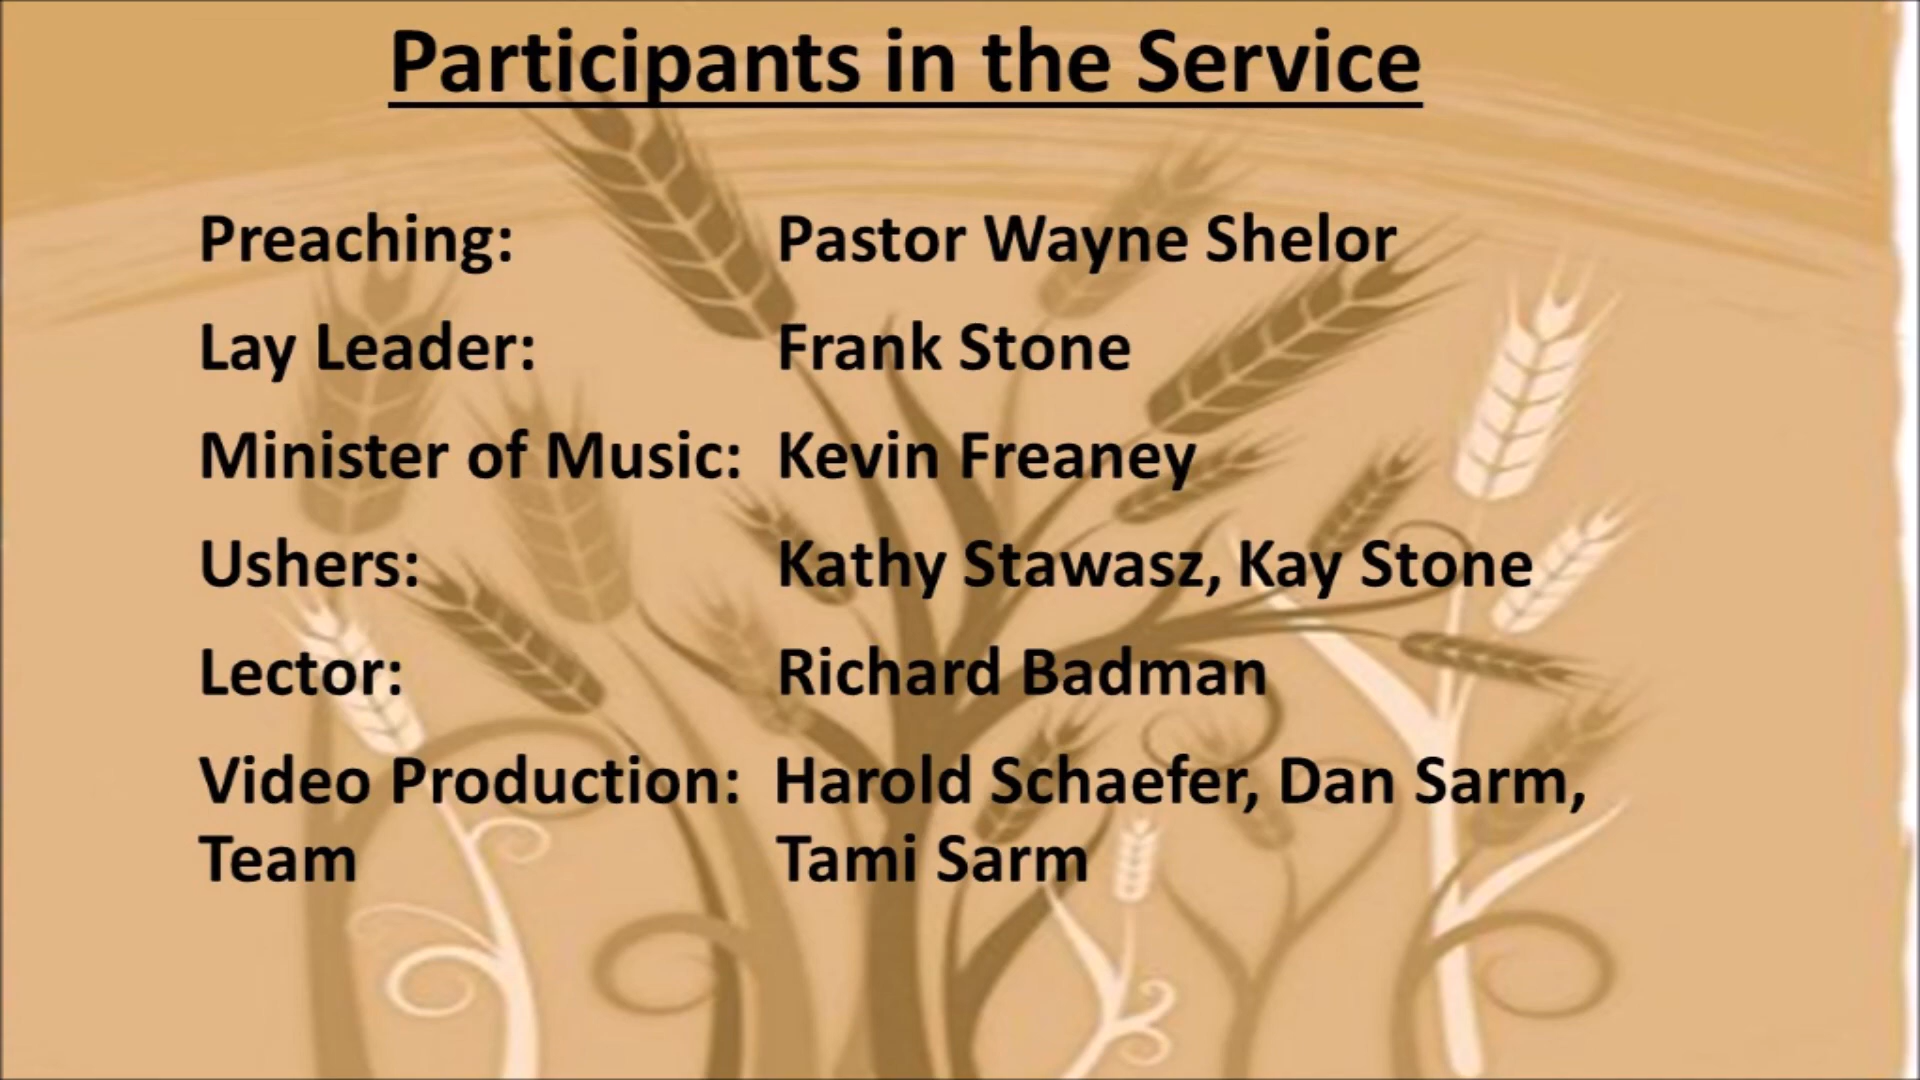 Participants in the Service
Preaching: Pastor Wayne Shelor
Lay Leader: Frank Stone
Minister of Music: Kevin Freaney
Ushers: Kathy Stawasz, Kay Stone
Lector: Richard Badman
Video Production: Harold Schaefer, Dan Sarm,
Team Tami Sarm